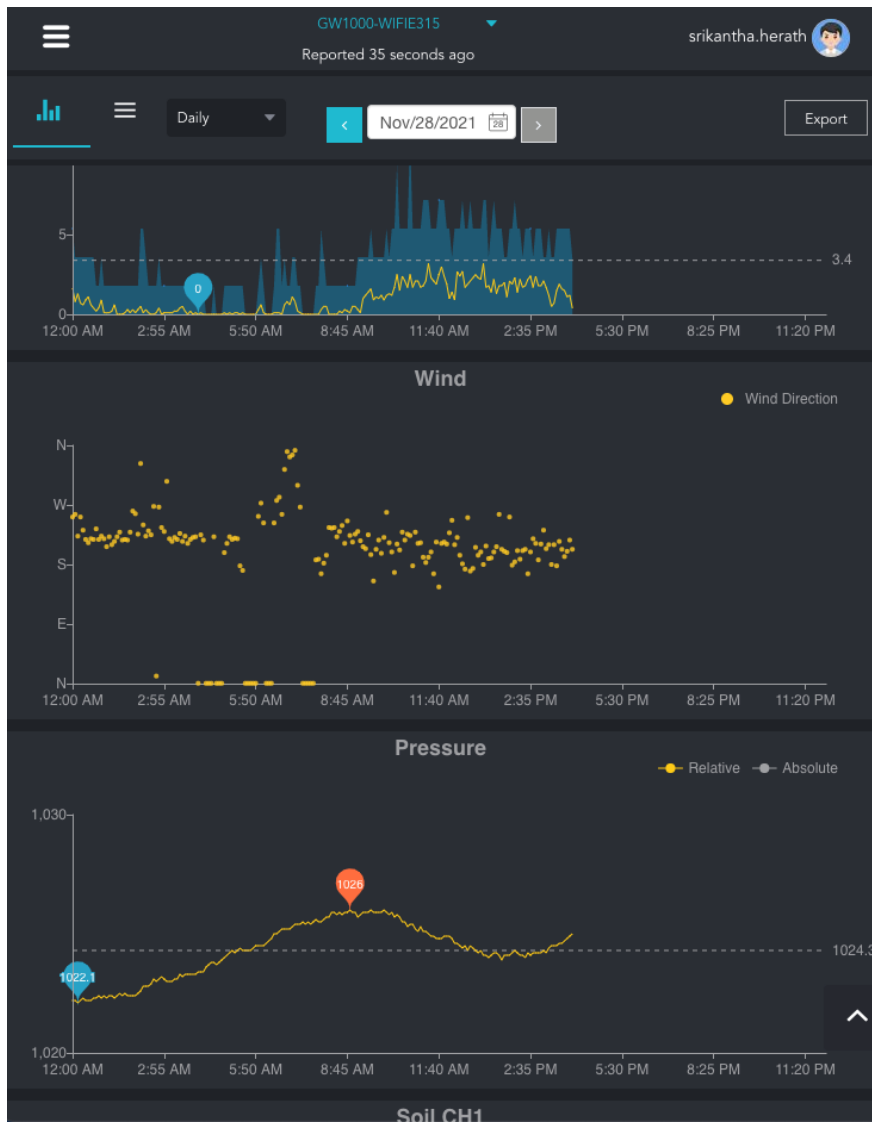 GW1000-WIFIE315
Reported 35 seconds ago
srikantha.herath
Daily
Nov/28/2021
28
Export
5
0
3.4
0
12:00 AM 2:55 AM 5:50 AM 8:45 AM 11:40 AM 2:35 PM 5:30 PM 8:25 PM 11:20 PM
Wind
Wind Direction
N
W
S
E
N
12:00 AM 2:55 AM 5:50 AM 8:45 AM 11:40 AM 2:35 PM 5:30 PM 8:25 PM 11:20 PM
Pressure
Relative Absolute
1,030
1026
1024.3
1022.1
1,020
12:00 AM 2:55 AM 5:50 AM 8:45 AM 11:40 AM 2:35 PM 5:30 PM 8:25 PM 11:20 PM
Soil CH1